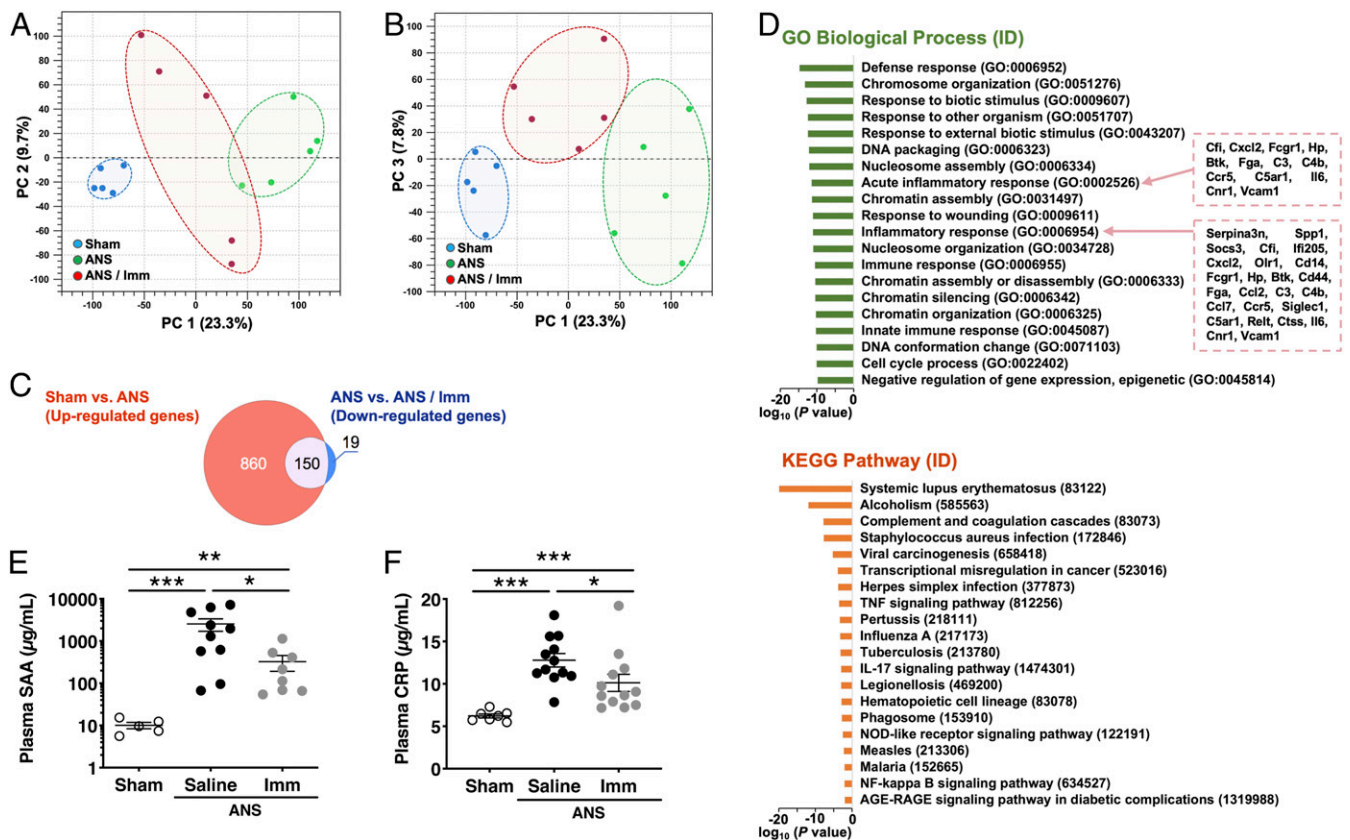 A
PC 2 (9.7%)
100
80
60
40
20
0
-20
-40
-60
-80
-100
-100
-50
0
50
100
PC 1 (23.3%)
Sham
ANS
ANS / Imm
B
PC 3 (7.8%)
100
80
60
40
20
0
-20
-40
-60
-80
-100
-100
-50
0
50
100
PC 1 (23.3%)
Sham
ANS
ANS / Imm
C
Sham vs. ANS
(Up-regulated genes)
ANS vs. ANS / Imm
(Down-regulated genes)
860
150
19
D
GO Biological Process (ID)
Defense response (GO:0006952)
Chromosome organization (GO:0051276)
Response to biotic stimulus (GO:0009607)
Response to other organism (GO:0051707)
Response to external biotic stimulus (GO:0043207)
DNA packaging (GO:0006323)
Nucleosome assembly (GO:0006334)
Acute inflammatory response (GO:0002526)
Chromatin assembly (GO:0031497)
Response to wounding (GO:0009611)
Inflammatory response (GO:0006954)
Nucleosome organization (GO:0034728)
Immune response (GO:0006955)
Chromatin assembly or disassembly (GO:0006333)
Chromatin silencing (GO:0006342)
Chromatin organization (GO:0006325)
Innate immune response (GO:0045087)
DNA conformation change (GO:0071103)
Cell cycle process (GO:0022402)
Negative regulation of gene expression, epigenetic (GO:0045814)
-20 -10 0
log10 (P value)
Cfi, Cxcl2, Fcgr1, Hp,
Btk, Fga, C3, C4b,
Ccr5, C5ar1, Il6,
Cnr1, Vcam1
Serpina3n, Spp1,
Socs3, Cfi, Ifi205,
Cxcl2, Olr1, Cd14,
Fcgr1, Hp, Btk, Cd44,
Fga, Ccl2, C3, C4b,
Ccl7, Ccr5, Siglec1,
C5ar1, Relt, Ctss, Il6,
Cnr1, Vcam1
KEGG Pathway (ID)
Systemic lupus erythematosus (83122)
Alcoholism (585563)
Complement and coagulation cascades (83073)
Staphylococcus aureus infection (172846)
Viral carcinogenesis (658418)
Transcriptional misregulation in cancer (523016)
Herpes simplex infection (377873)
TNF signaling pathway (812256)
Pertussis (218111)
Influenza A (217173)
Tuberculosis (213780)
IL-17 signaling pathway (1474301)
Legionellosis (469200)
Hematopoietic cell lineage (83078)
Phagosome (153910)
NOD-like receptor signaling pathway (122191)
Measles (213306)
Malaria (152665)
NF-kappa B signaling pathway (634527)
AGE-RAGE signaling pathway in diabetic complications (1319988)
-20 -10 0
log10 (P value)
E
**
*** *
Plasma SAA (µg/mL)
10000
1000
100
10
1
Sham Saline Imm
ANS
F
***
*** *
Plasma CRP (µg/mL)
20
15
10
5
0
Sham Saline Imm
ANS